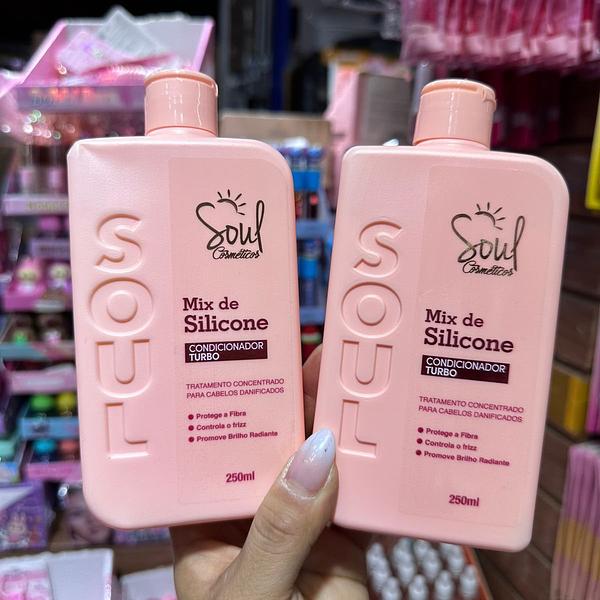 SOUL
Soul
Cosméticos
Mix de
Silicone
CONDICIONADOR
TURBO
TRATAMENTO CONCENTRADO
PARA CABELOS DANIFICADOS
Protege a Fibra
Controla o frizz
Promove Brilho Radiante
250ml
SOUL
Soul
Cosméticos
Mix de
Silicone
CONDICIONADOR
TURBO
TRATAMENTO CONCENTRADO
PARA CABELOS DANIFICADOS
Protege a Fibra
Controla o frizz
Promove Brilho Radiante
250ml